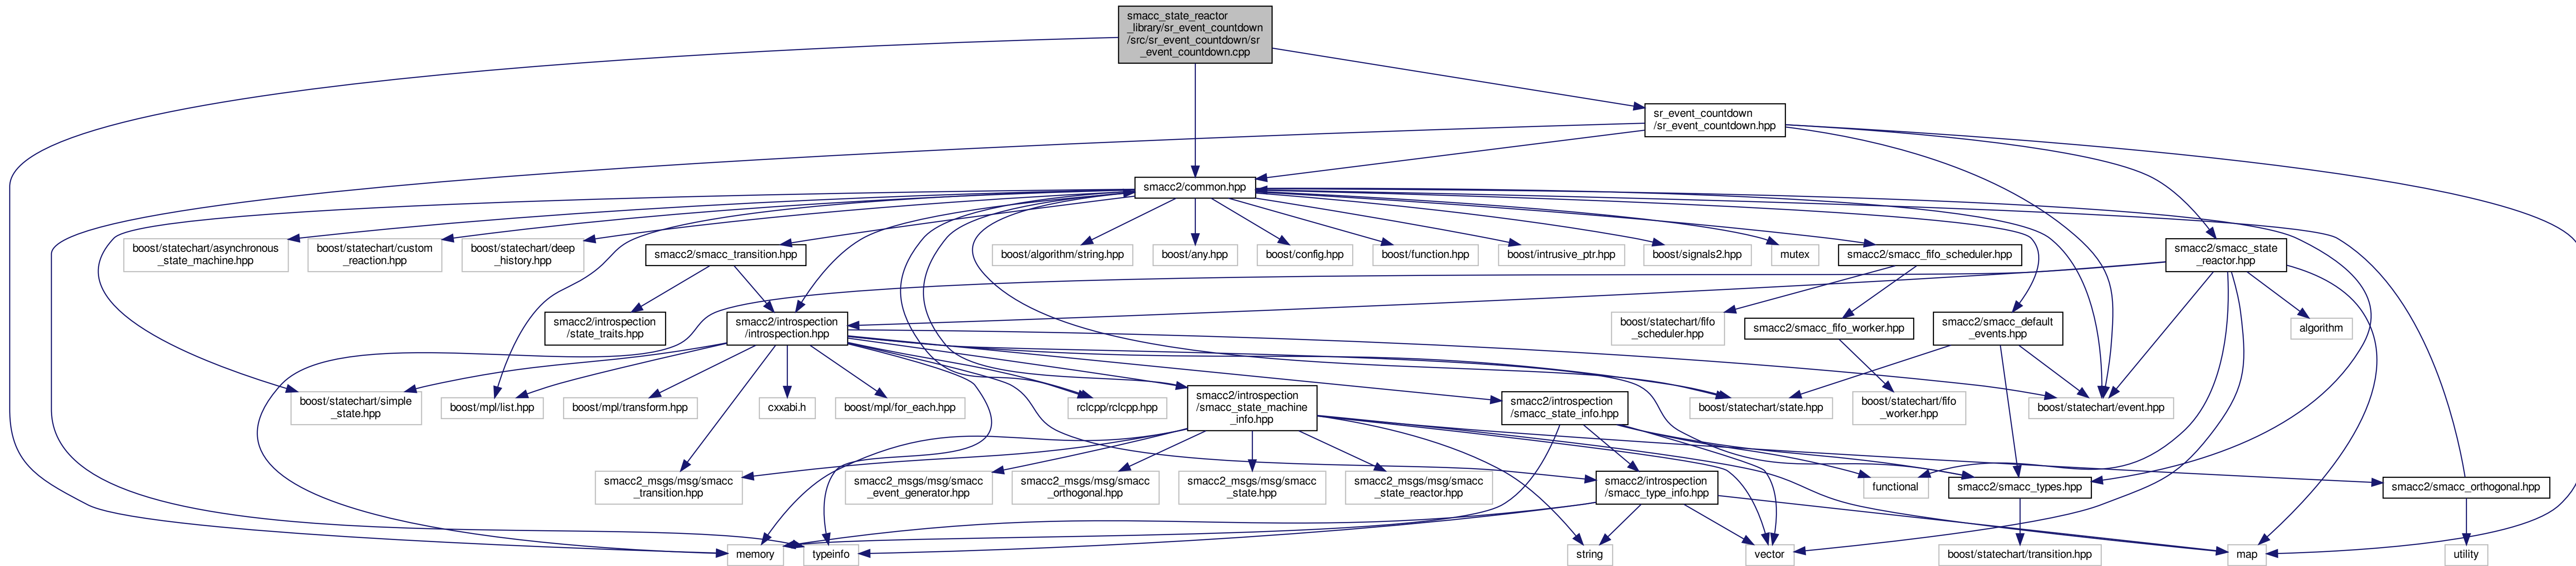 smacc_state_reactor
_library/sr_event_countdown
/src/sr_event_countdown/sr
_event_countdown.cpp
sr_event_countdown
/sr_event_countdown.hpp
smacc2/common.hpp
boost/statechart/asynchronous
_state_machine.hpp
boost/statechart/custom
_reaction.hpp
boost/statechart/deep
_history.hpp
smacc2/smacc_transition.hpp
boost/algorithm/string.hpp
boost/any.hpp
boost/config.hpp
boost/function.hpp
boost/intrusive_ptr.hpp
boost/signals2.hpp
mutex
smacc2/smacc_fifo_scheduler.hpp
smacc2/smacc_state
_reactor.hpp
smacc2/introspection
/state_traits.hpp
smacc2/introspection
/introspection.hpp
boost/statechart/fifo
_scheduler.hpp
smacc2/smacc_fifo_worker.hpp
smacc2/smacc_default
_events.hpp
algorithm
boost/statechart/simple
_state.hpp
boost/mpl/list.hpp
boost/mpl/transform.hpp
cxxabi.h
boost/mpl/for_each.hpp
rclcpp/rclcpp.hpp
smacc2/introspection
/smacc_state_machine
_info.hpp
smacc2/introspection
/smacc_state_info.hpp
boost/statechart/state.hpp
boost/statechart/fifo
_worker.hpp
boost/statechart/event.hpp
smacc2_msgs/msg/smacc
_transition.hpp
smacc2_msgs/msg/smacc
_event_generator.hpp
smacc2_msgs/msg/smacc
_orthogonal.hpp
smacc2_msgs/msg/smacc
_state.hpp
smacc2_msgs/msg/smacc
_state_reactor.hpp
smacc2/introspection
/smacc_type_info.hpp
functional
smacc2/smacc_types.hpp
smacc2/smacc_orthogonal.hpp
memory
typeinfo
string
vector
boost/statechart/transition.hpp
map
utility